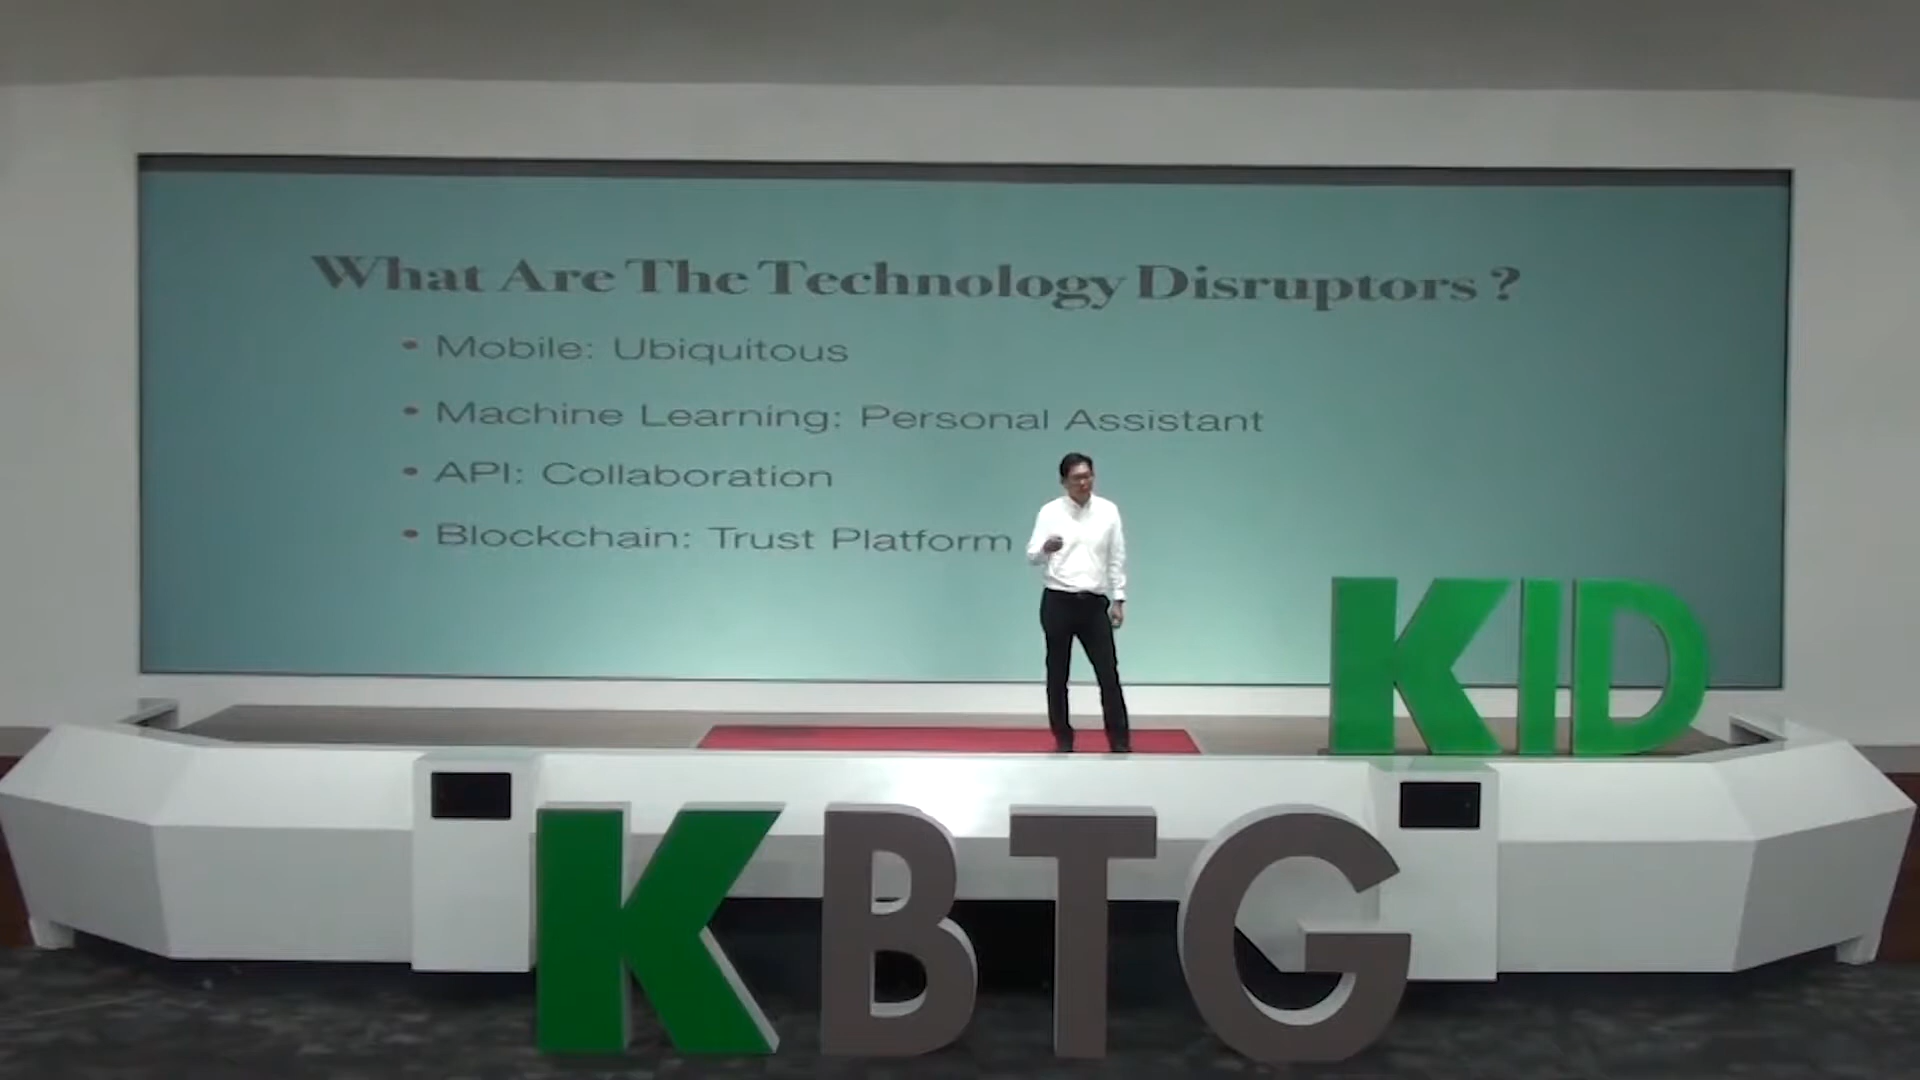 What Are The Technology Disruptors ?
• Mobile: Ubiquitous
• Machine Learning: Personal Assistant
• API: Collaboration
• Blockchain: Trust Platform
KID
KBTG